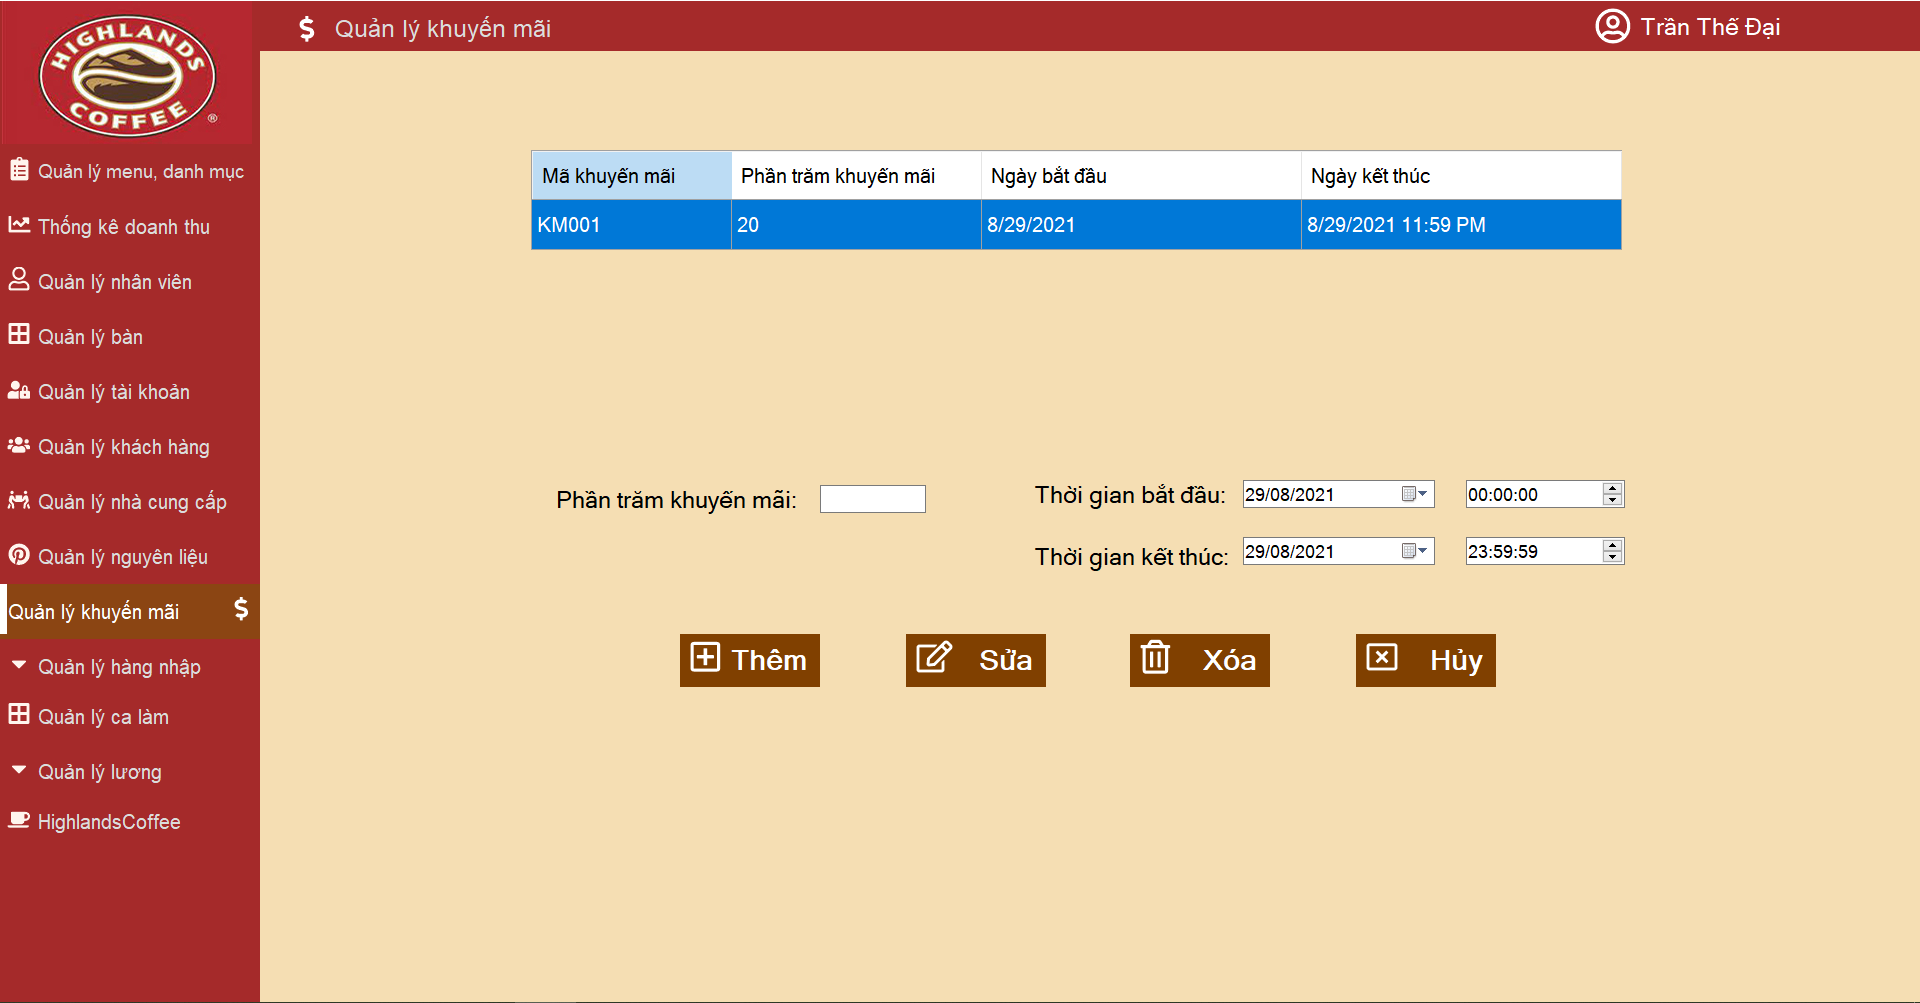 HIGHLANDS
COFFEE
®
Quản lý khuyến mãi
Trần Thế Đại
Quản lý menu, danh mục
Thống kê doanh thu
Quản lý nhân viên
Quản lý bàn
Quản lý tài khoản
Quản lý khách hàng
Quản lý nhà cung cấp
Quản lý nguyên liệu
Quản lý khuyến mãi
Quản lý hàng nhập
Quản lý ca làm
Quản lý lương
HighlandsCoffee
Mã khuyến mãi Phần trăm khuyến mãi Ngày bắt đầu Ngày kết thúc
KM001 20 8/29/2021 8/29/2021 11:59 PM
Phần trăm khuyến mãi:
Thời gian bắt đầu: 29/08/2021 00:00:00
Thời gian kết thúc: 29/08/2021 23:59:59
Thêm Sửa Xóa Hủy